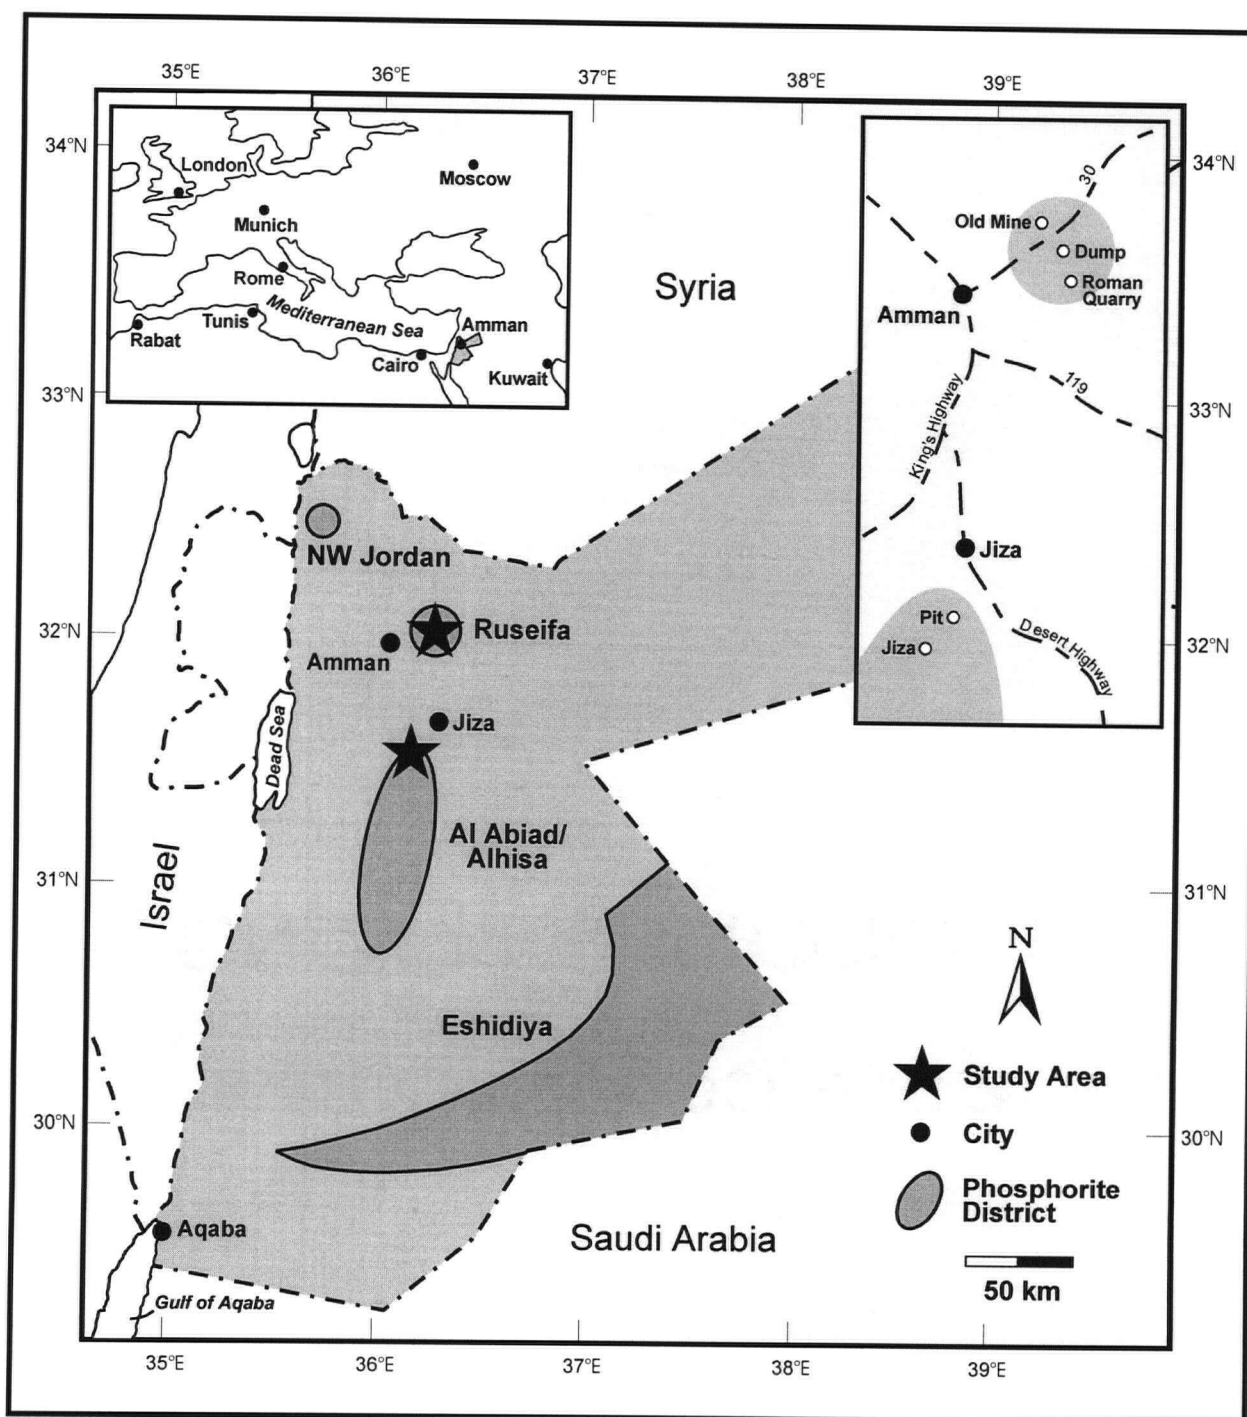 35°E
36°E
37°E
38°E
39°E
34°N
34°N
London
Moscow
Munich
Rome
Mediterranean Sea
Tunis
Rabat
Amman
Cairo
Kuwait
Syria
30
Old Mine
Dump
Roman
Quarry
Amman
119
King's Highway
Jiza
Pit
Jiza
Desert Highway
33°N
33°N
NW Jordan
32°N
32°N
Ruseifa
Amman
Jiza
Dead Sea
Al Abiad/
Alhisa
Israel
31°N
31°N
N
Eshidiya
Study Area
City
30°N
30°N
Phosphorite
District
Aqaba
Saudi Arabia
50 km
Gulf of Aqaba
35°E
36°E
37°E
38°E
39°E